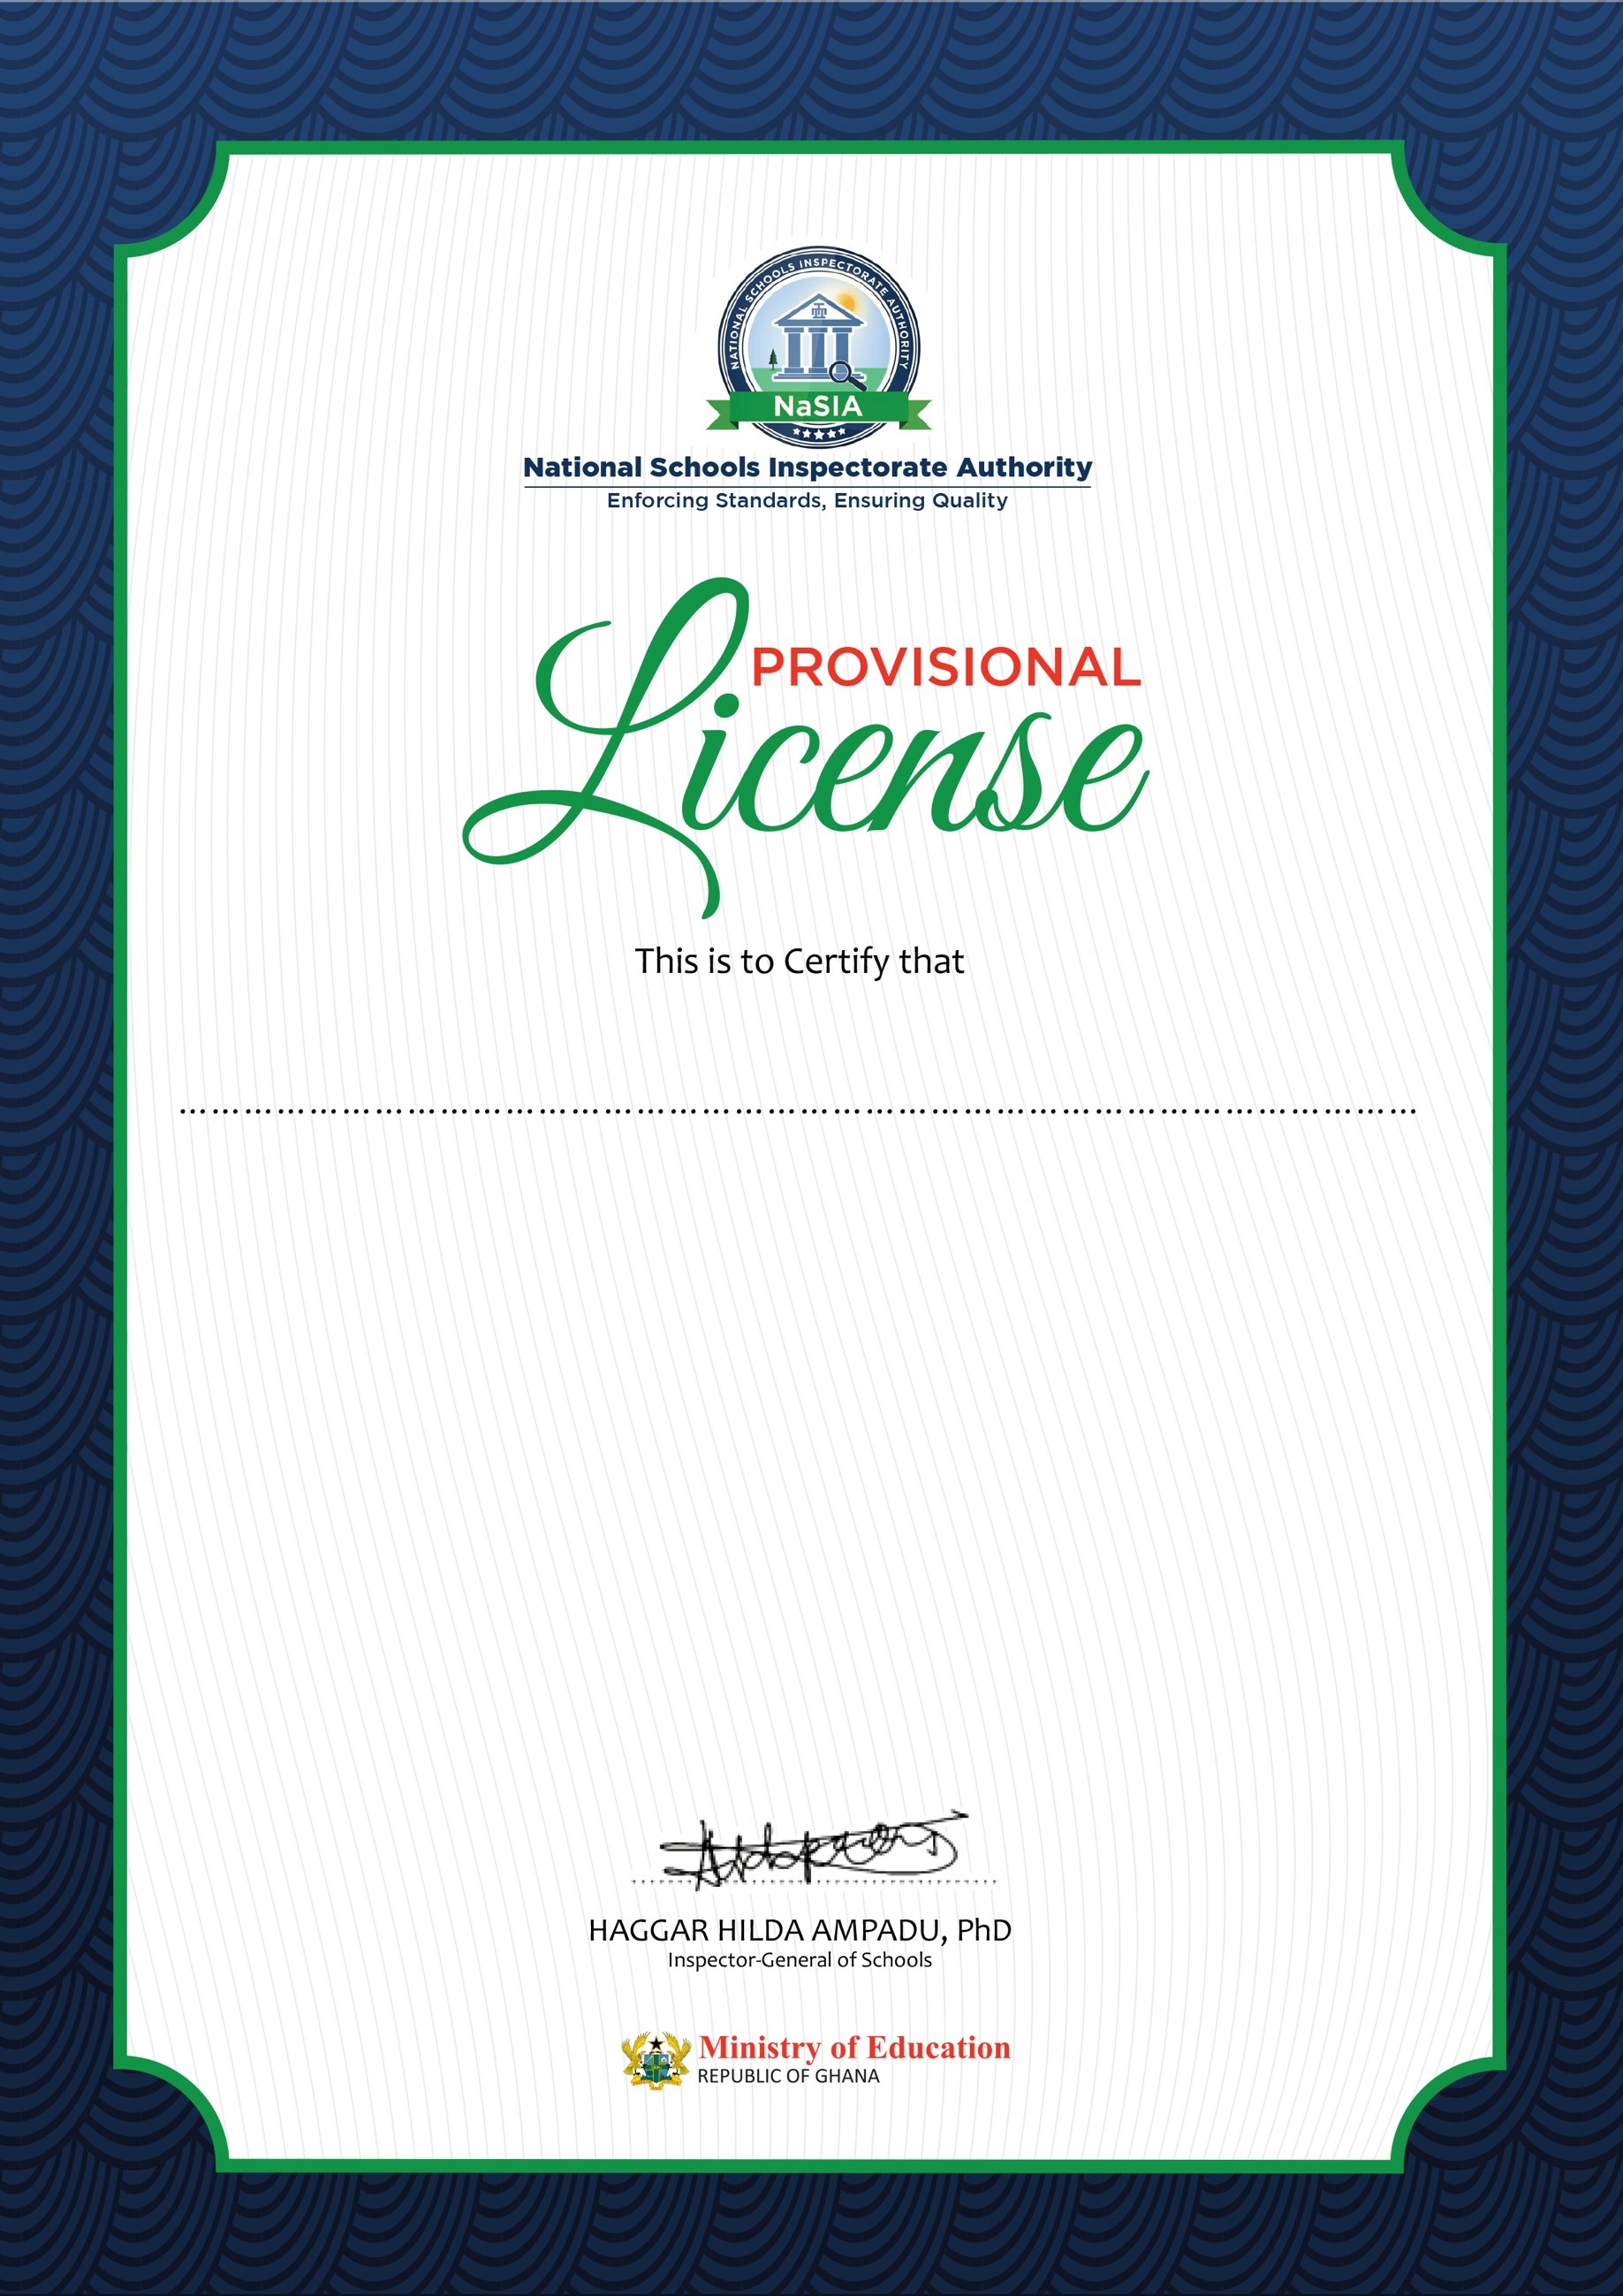 NATIONAL SCHOOLS INSPECTORATE AUTHORITY
NaSIA
National Schools Inspectorate Authority
Enforcing Standards, Ensuring Quality
PROVISIONAL
License
This is to Certify that
HAGGAR HILDA AMPADU, PhD
Inspector-General of Schools
Ministry of Education
REPUBLIC OF GHANA